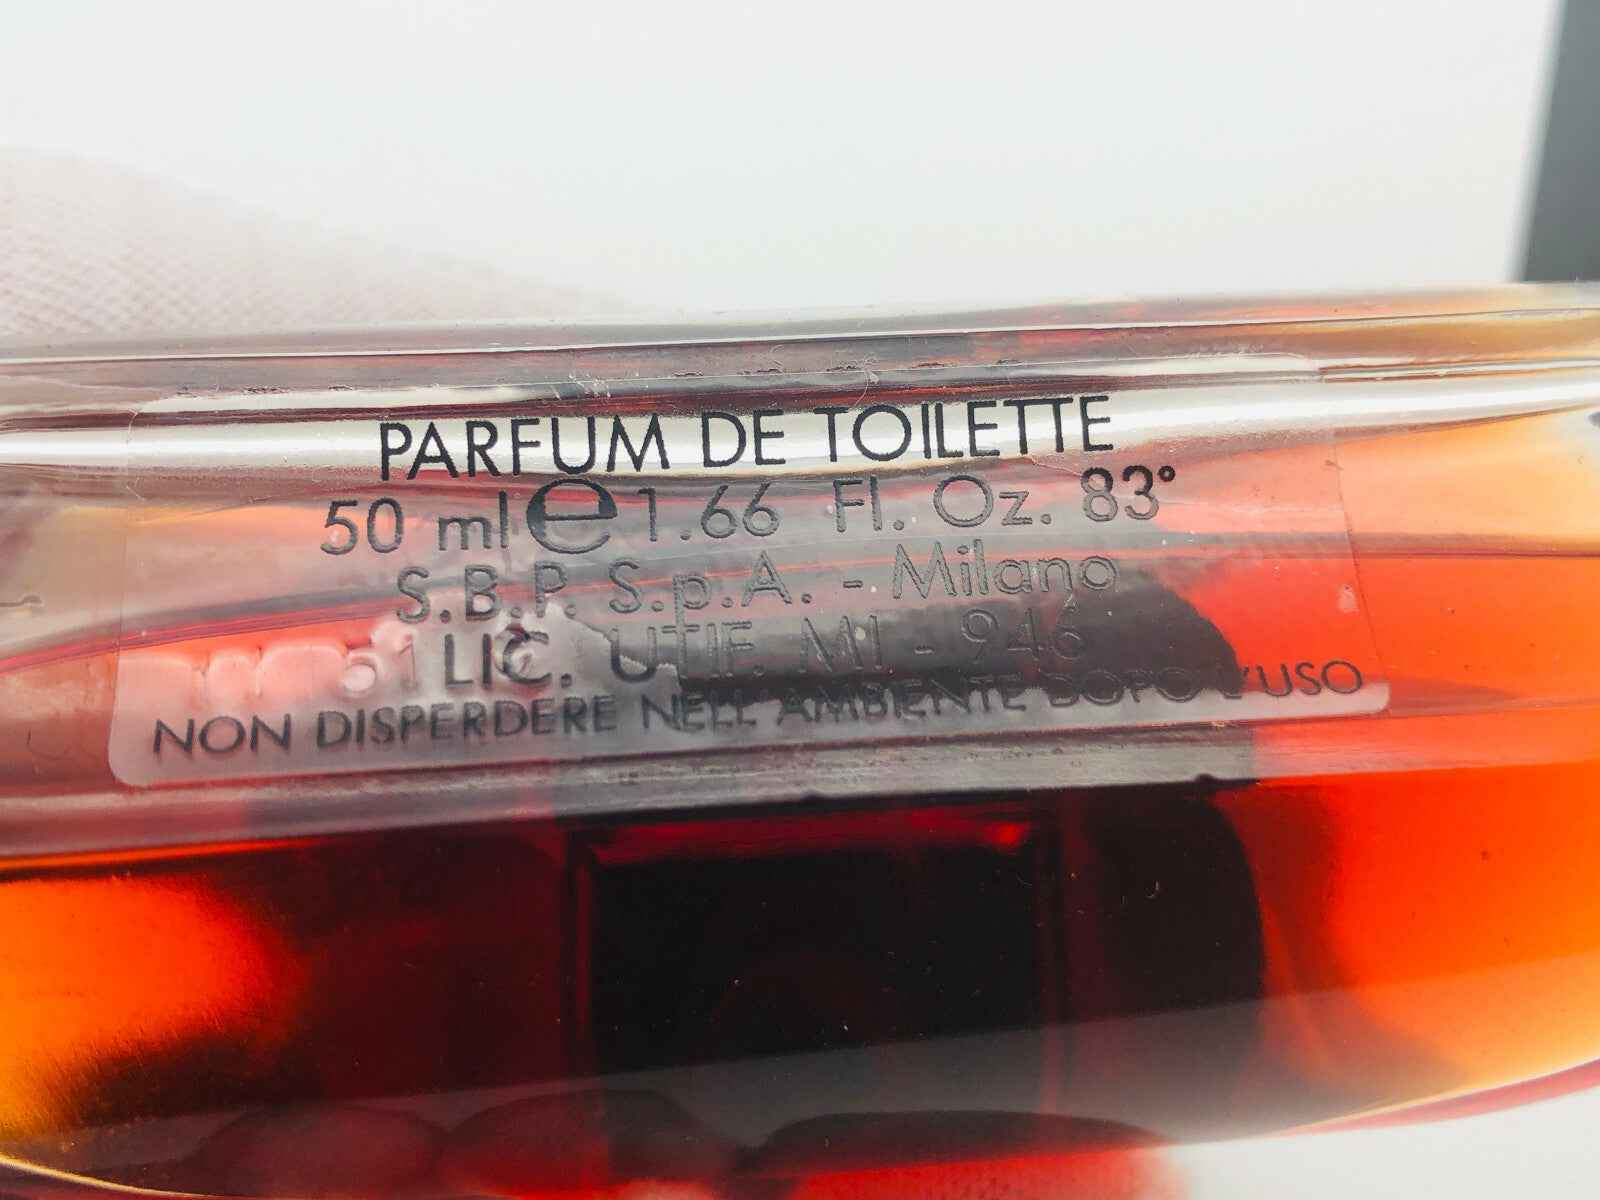 PARFUM DE TOILETTE
50 ml e 1.66 Fl. Oz. 83°
S.B.P. S.p.A. - Milano
LIC. UTIF. MI - 946
NON DISPERDERE NELL'AMBIENTE DOPO L'USO